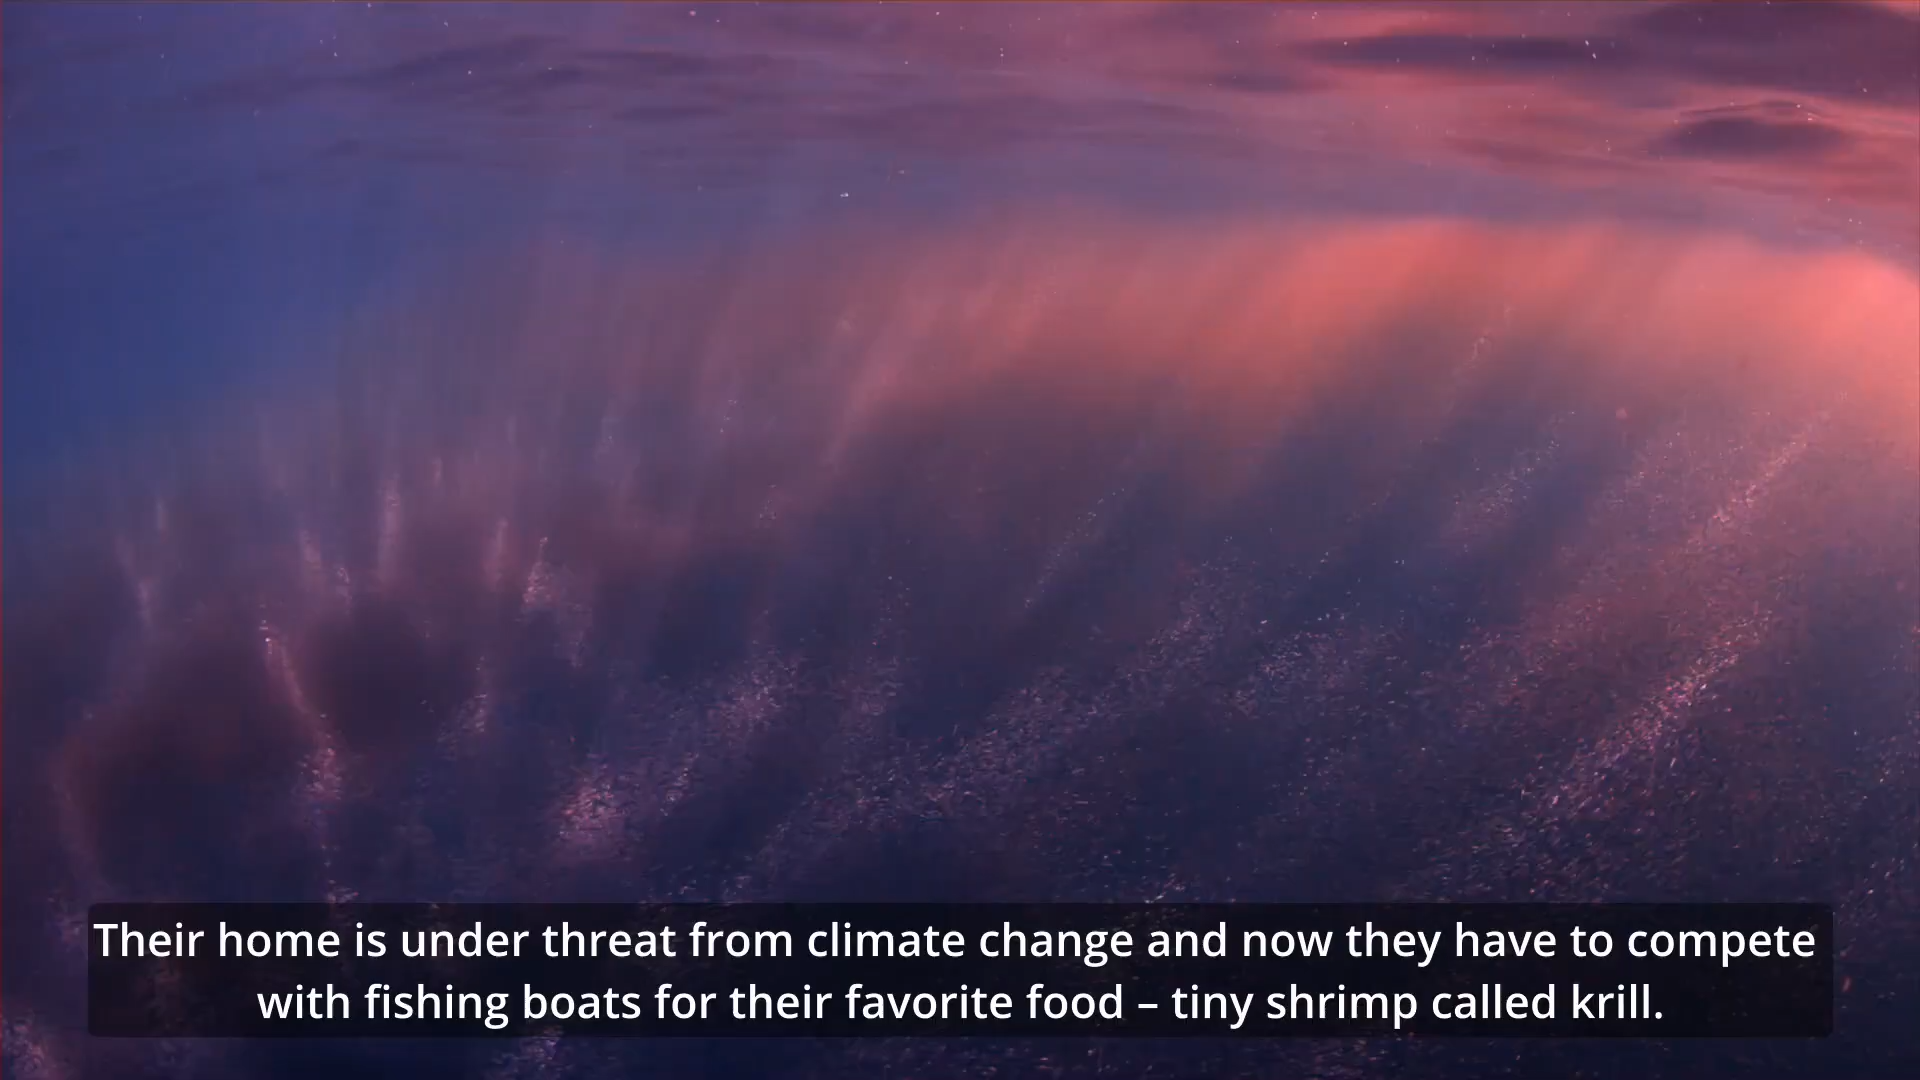 Their home is under threat from climate change and now they have to compete
with fishing boats for their favorite food – tiny shrimp called krill.